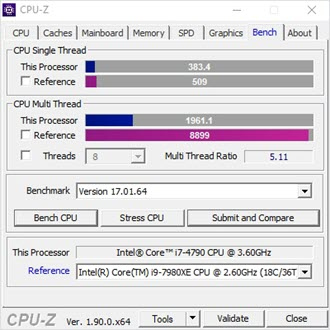 CPU-Z
CPU Caches Mainboard Memory SPD Graphics Bench About
CPU Single Thread
This Processor 383.4
Reference 509
CPU Multi Thread
This Processor 1961.1
Reference 8899
Threads 8 Multi Thread Ratio 5.11
Benchmark Version 17.01.64
Bench CPU Stress CPU Submit and Compare
This Processor Intel® Core™ i7-4790 CPU @ 3.60GHz
Reference Intel(R) Core(TM) i9-7980XE CPU @ 2.60GHz (18C/36T
CPU-Z Ver. 1.90.0.x64 Tools Validate Close